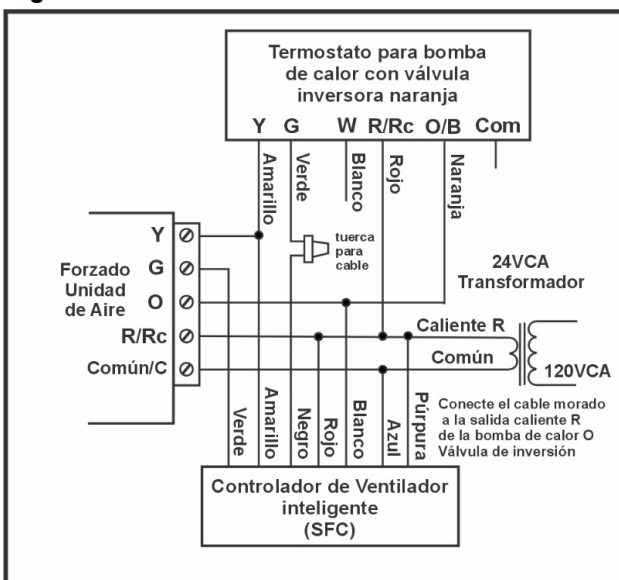 Termostato para bomba
de calor con válvula
inversora naranja
Y G W R/Rc O/B Com
Amarillo
Verde
Blanco
Rojo
Naranja
tuerca
para
cable
Y
G
O
R/Rc
Común/C
Forzado
Unidad
de Aire
24VCA
Transformador
Caliente R
Común
120VCA
Conecte el cable morado
a la salida caliente R
de la bomba de calor O
Válvula de inversión
Verde
Amarillo
Negro
Rojo
Blanco
Azul
Púrpura
Controlador de Ventilador
inteligente
(SFC)